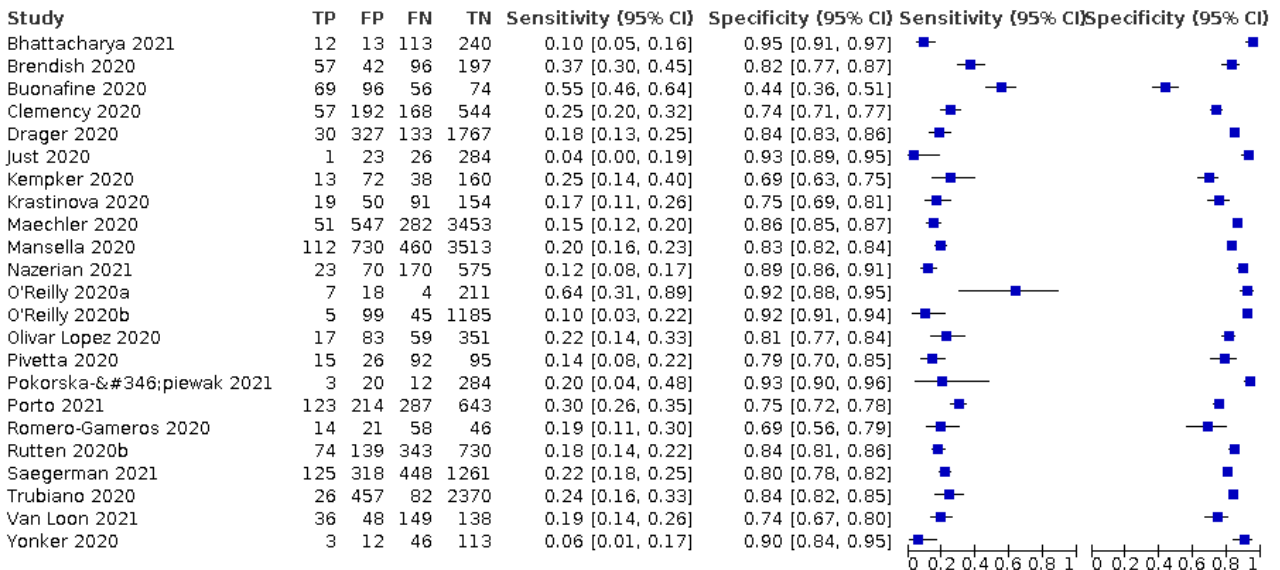 Study TP FP FN TN Sensitivity (95% CI) Specificity (95% CI) Sensitivity (95% CI) Specificity (95% CI)
Bhattacharya 2021 12 13 113 240 0.10 [0.05, 0.16] 0.95 [0.91, 0.97]
Brendish 2020 57 42 96 197 0.37 [0.30, 0.45] 0.82 [0.77, 0.87]
Buonafine 2020 69 96 56 74 0.55 [0.46, 0.64] 0.44 [0.36, 0.51]
Clemency 2020 57 192 168 544 0.25 [0.20, 0.32] 0.74 [0.71, 0.77]
Drager 2020 30 327 133 1767 0.18 [0.13, 0.25] 0.84 [0.83, 0.86]
Just 2020 1 23 26 284 0.04 [0.00, 0.19] 0.93 [0.89, 0.95]
Kempker 2020 13 72 38 160 0.25 [0.14, 0.40] 0.69 [0.63, 0.75]
Krastinova 2020 19 50 91 154 0.17 [0.11, 0.26] 0.75 [0.69, 0.81]
Maechler 2020 51 547 282 3453 0.15 [0.12, 0.20] 0.86 [0.85, 0.87]
Mansella 2020 112 730 460 3513 0.20 [0.16, 0.23] 0.83 [0.82, 0.84]
Nazerian 2021 23 70 170 575 0.12 [0.08, 0.17] 0.89 [0.86, 0.91]
O'Reilly 2020a 7 18 4 211 0.64 [0.31, 0.89] 0.92 [0.88, 0.95]
O'Reilly 2020b 5 99 45 1185 0.10 [0.03, 0.22] 0.92 [0.91, 0.94]
Olivar Lopez 2020 17 83 59 351 0.22 [0.14, 0.33] 0.81 [0.77, 0.84]
Pivetta 2020 15 26 92 95 0.14 [0.08, 0.22] 0.79 [0.70, 0.85]
Pokorska-&#346;piewak 2021 3 20 12 284 0.20 [0.04, 0.48] 0.93 [0.90, 0.96]
Porto 2021 123 214 287 643 0.30 [0.26, 0.35] 0.75 [0.72, 0.78]
Romero-Gameros 2020 14 21 58 46 0.19 [0.11, 0.30] 0.69 [0.56, 0.79]
Rutten 2020b 74 139 343 730 0.18 [0.14, 0.22] 0.84 [0.81, 0.86]
Saegerman 2021 125 318 448 1261 0.22 [0.18, 0.25] 0.80 [0.78, 0.82]
Trubiano 2020 26 457 82 2370 0.24 [0.16, 0.33] 0.84 [0.82, 0.85]
Van Loon 2021 36 48 149 138 0.19 [0.14, 0.26] 0.74 [0.67, 0.80]
Yonker 2020 3 12 46 113 0.06 [0.01, 0.17] 0.90 [0.84, 0.95]
0 0.2 0.4 0.6 0.8 1 0 0.2 0.4 0.6 0.8 1